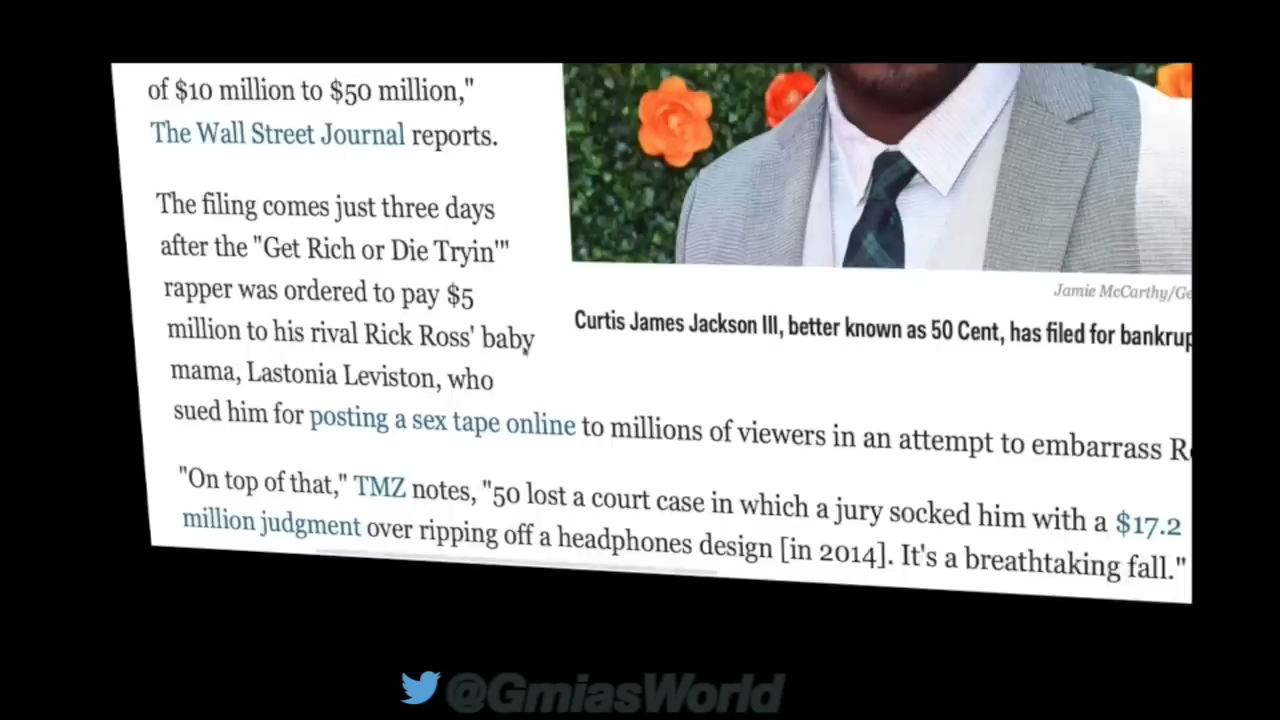 of $10 million to $50 million,"
The Wall Street Journal reports.
The filing comes just three days
after the "Get Rich or Die Tryin'"
rapper was ordered to pay $5
million to his rival Rick Ross' baby
mama, Lastonia Leviston, who
sued him for posting a sex tape online to millions of viewers in an attempt to embarrass R
"On top of that," TMZ notes, "50 lost a court case in which a jury socked him with a $17.2
million judgment over ripping off a headphones design [in 2014]. It's a breathtaking fall."
Jamie McCarthy/Ge
Curtis James Jackson III, better known as 50 Cent, has filed for bankrup
@GmiasWorld